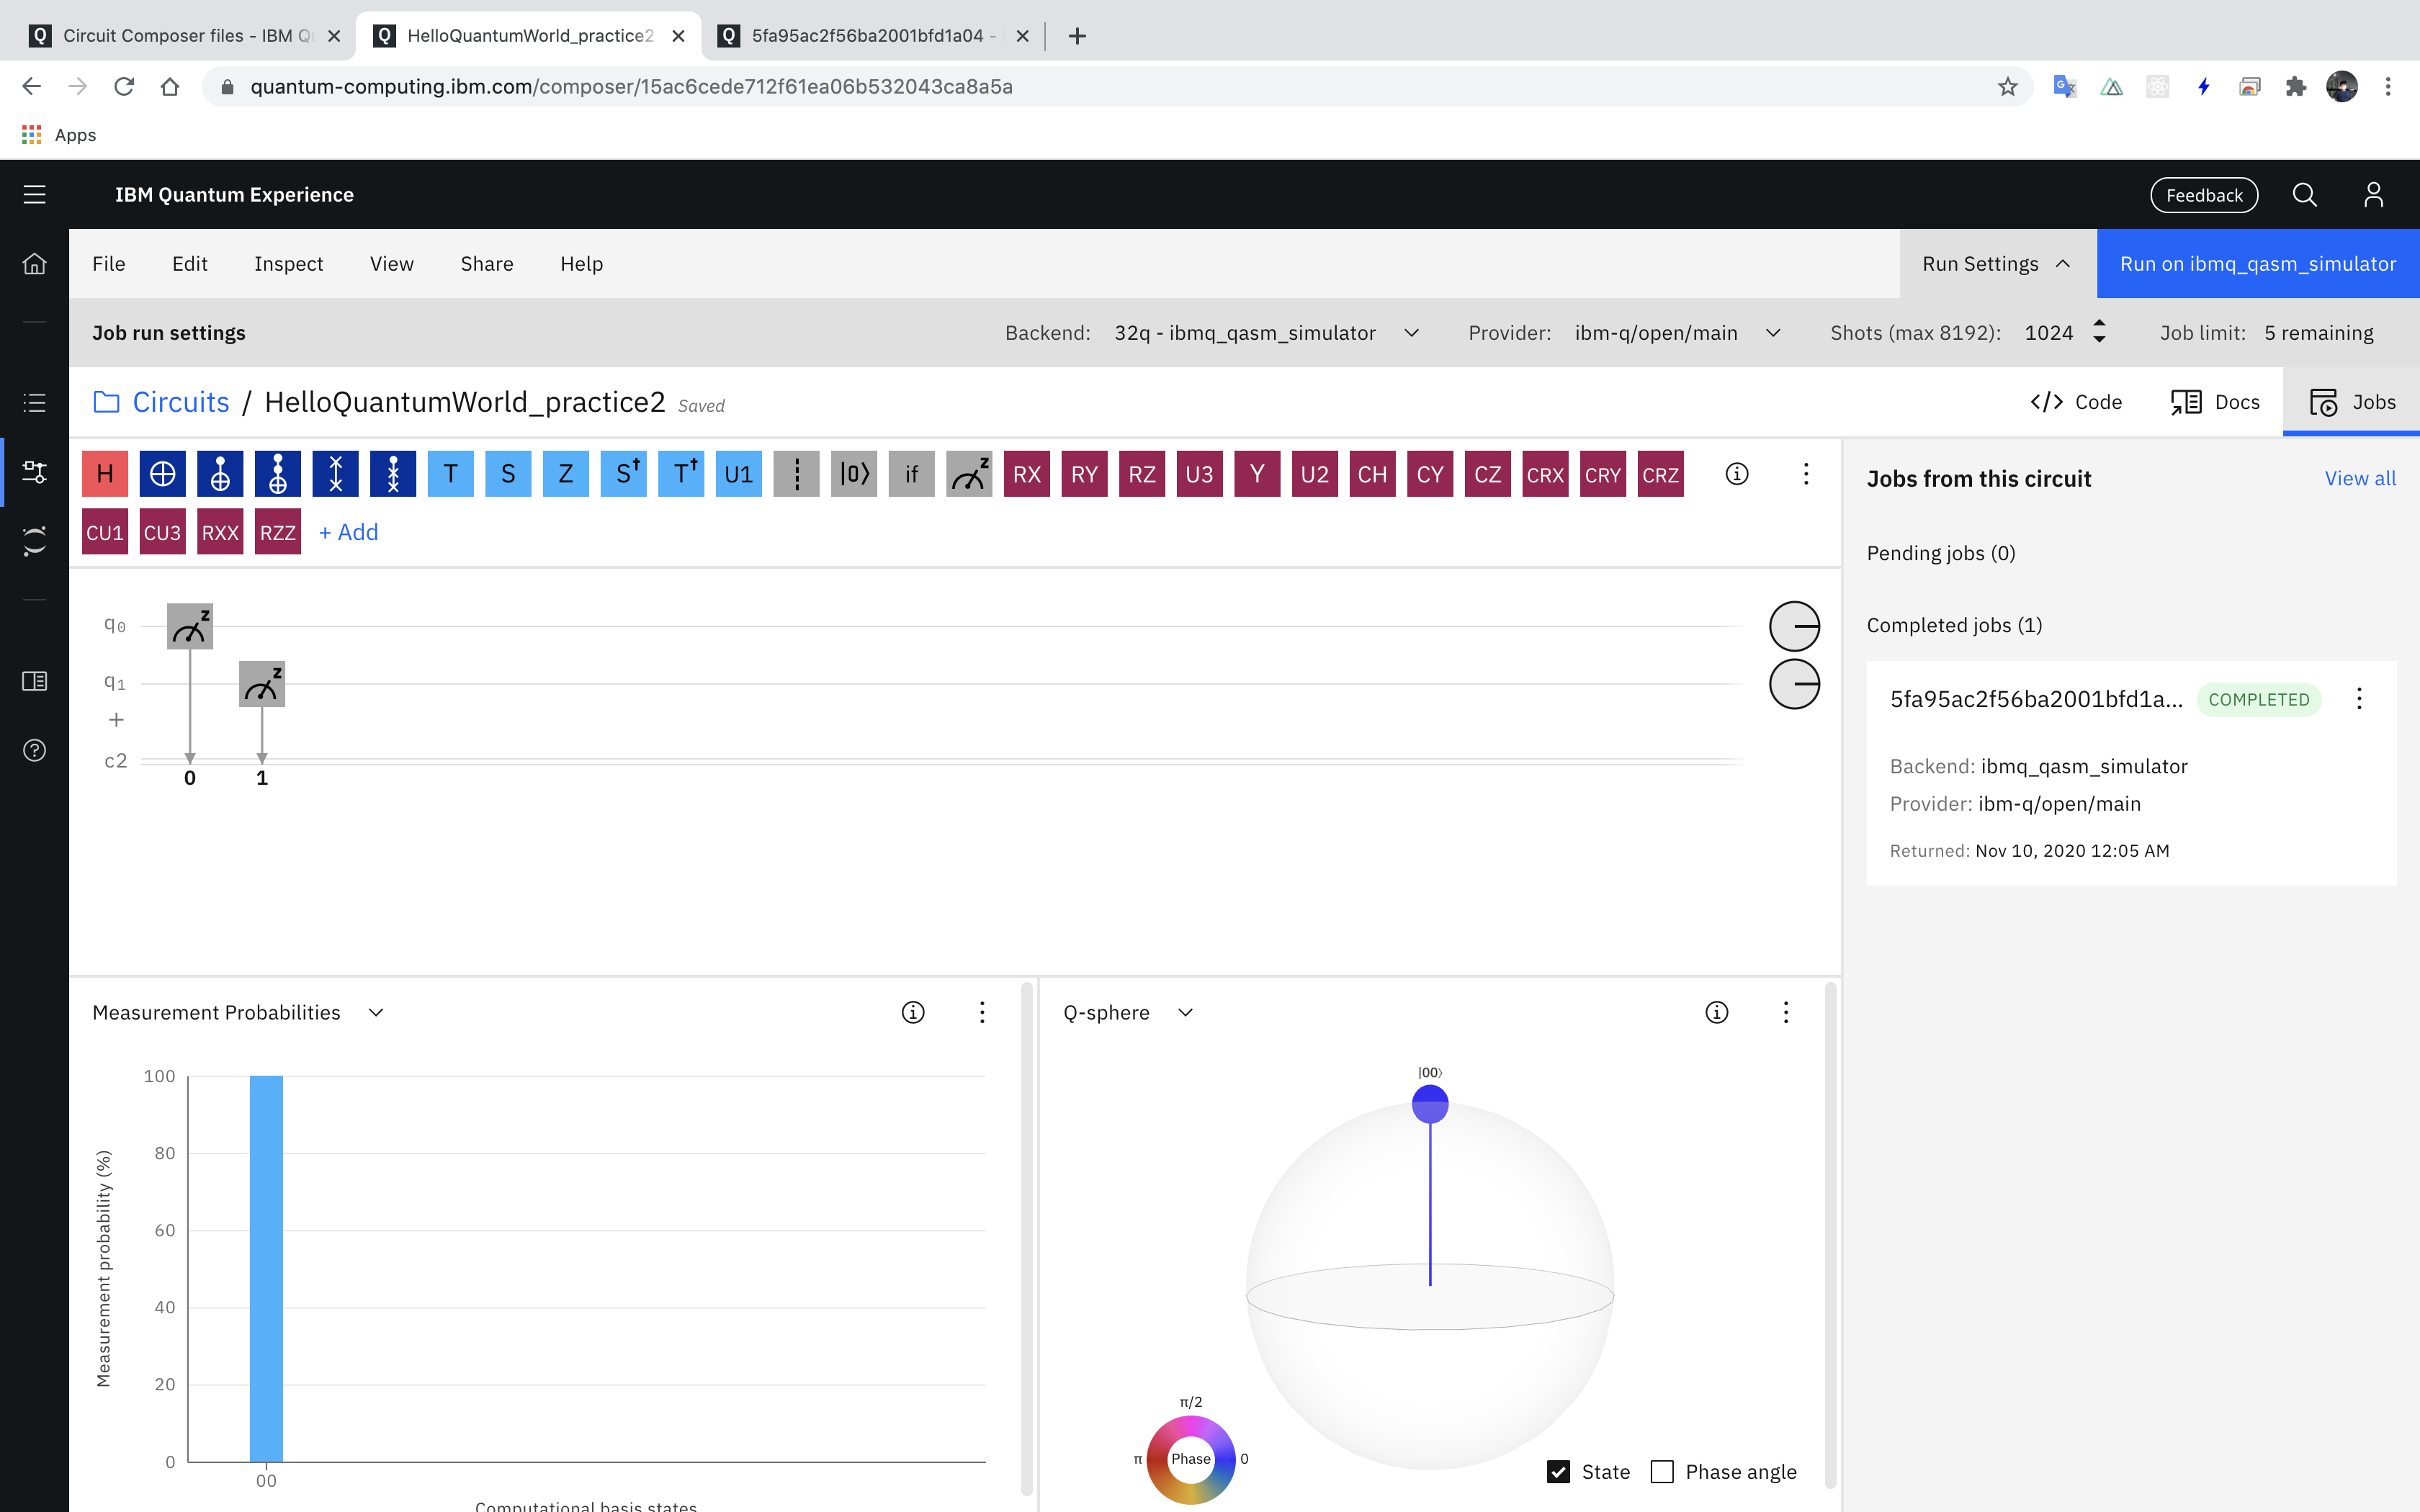 Circuit Composer files - IBM Q
HelloQuantumWorld_practice2
5fa95ac2f56ba2001bfd1a04 -
quantum-computing.ibm.com/composer/15ac6cede712f61ea06b532043ca8a5a
Apps
IBM Quantum Experience
Feedback
File Edit Inspect View Share Help
Run Settings
Run on ibmq_qasm_simulator
Job run settings
Backend: 32q - ibmq_qasm_simulator
Provider: ibm-q/open/main
Shots (max 8192): 1024
Job limit: 5 remaining
Circuits / HelloQuantumWorld_practice2 Saved
</> Code
Docs
Jobs
H T S Z S† T† U1 |0⟩ if z RX RY RZ U3 Y U2 CH CY CZ CRX CRY CRZ
CU1 CU3 RXX RZZ + Add
q0 z
q1 z
+
c2
0 1
Jobs from this circuit
View all
Pending jobs (0)
Completed jobs (1)
5fa95ac2f56ba2001bfd1a...
COMPLETED
Backend: ibmq_qasm_simulator
Provider: ibm-q/open/main
Returned: Nov 10, 2020 12:05 AM
Measurement Probabilities
Measurement probability (%)
100
80
60
40
20
0
00
Computational basis states
Q-sphere
|00⟩
π/2
π Phase 0
State
Phase angle